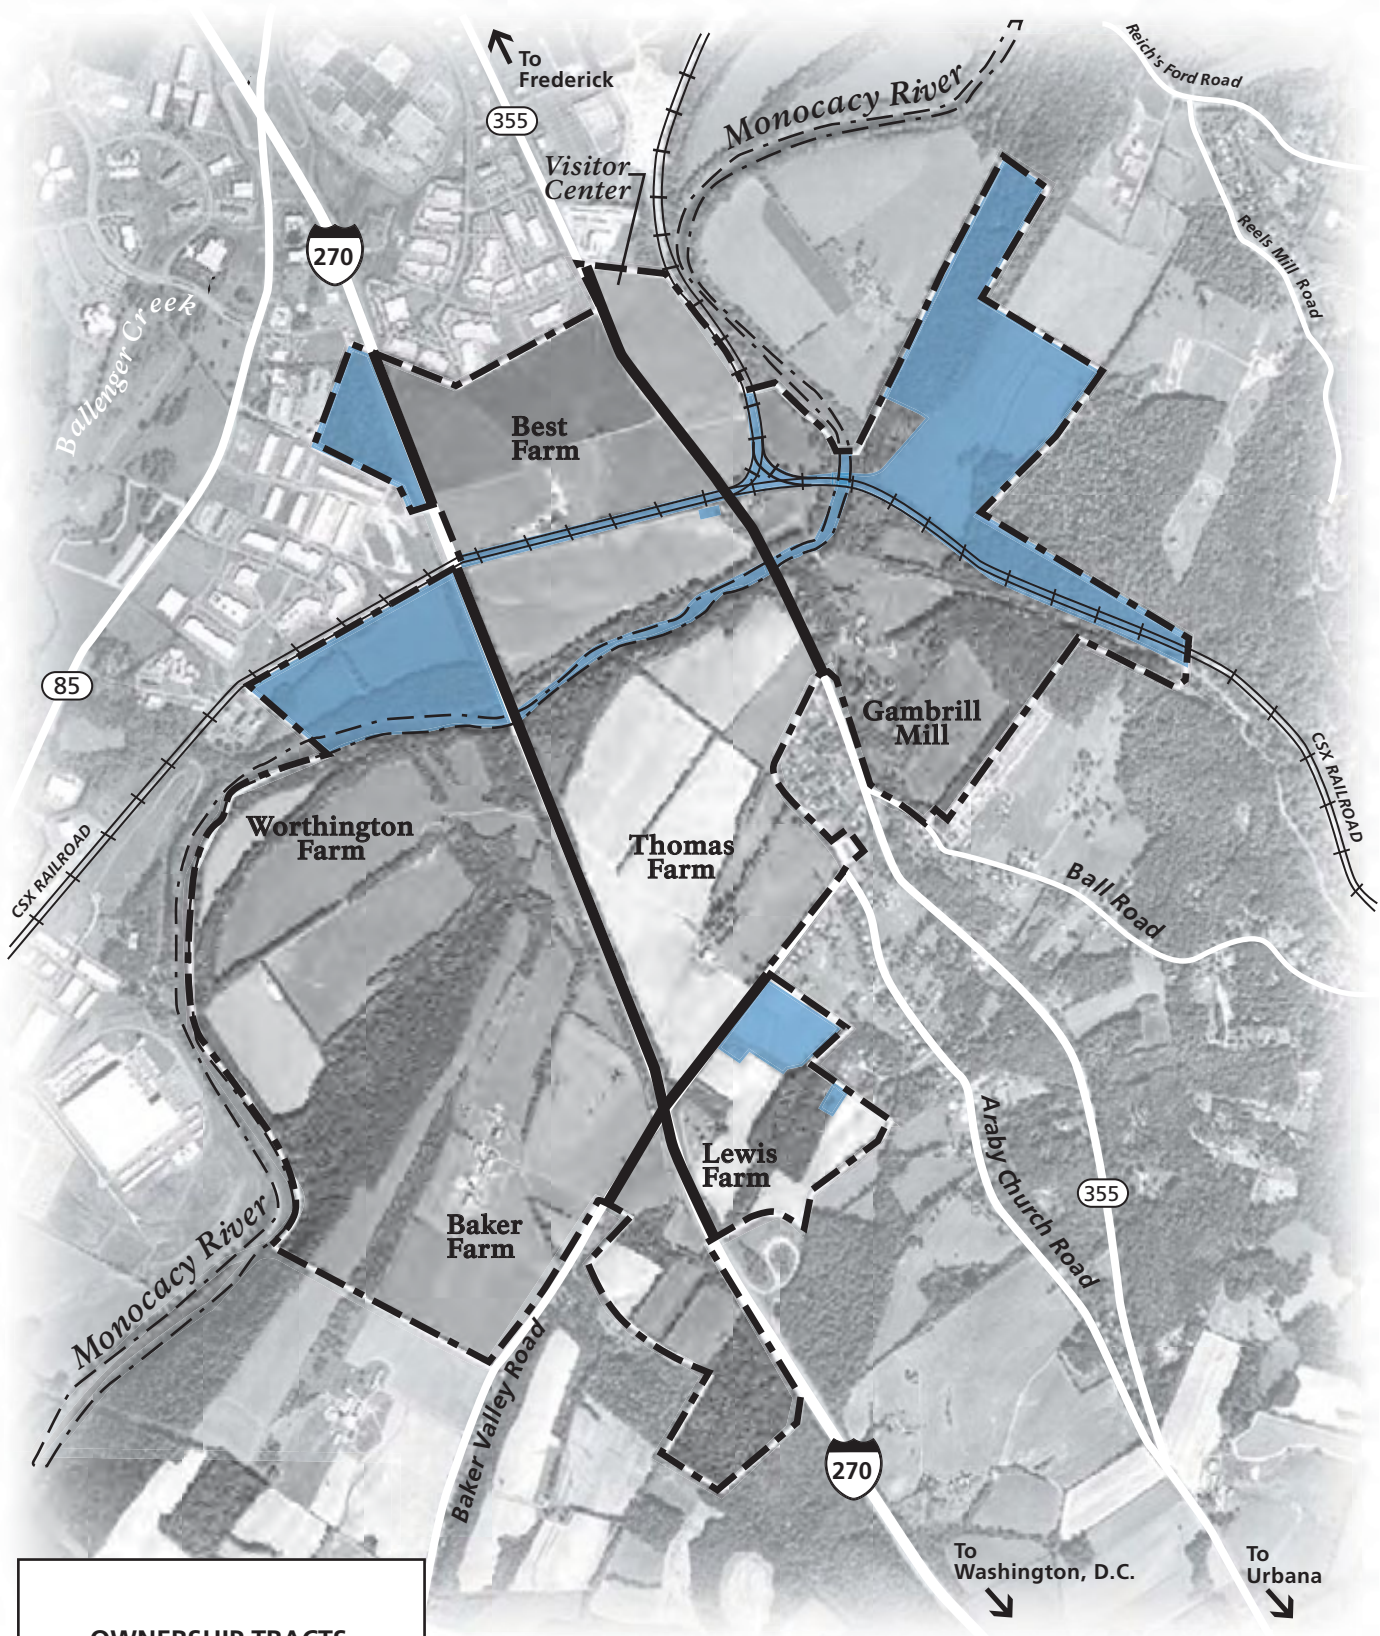 To
Frederick
355
Reich's Ford Road
Monocacy River
Visitor
Center
Reels Mill Road
270
Ballenger Creek
Best
Farm
85
Gambrill
Mill
CSX RAILROAD
Worthington
Farm
Thomas
Farm
CSX RAILROAD
Ball Road
Araby Church Road
Lewis
Farm
355
Monocacy River
Baker
Farm
Baker Valley Road
270
To
Washington, D.C.
To
Urbana
OWNERSHIP TRACTS